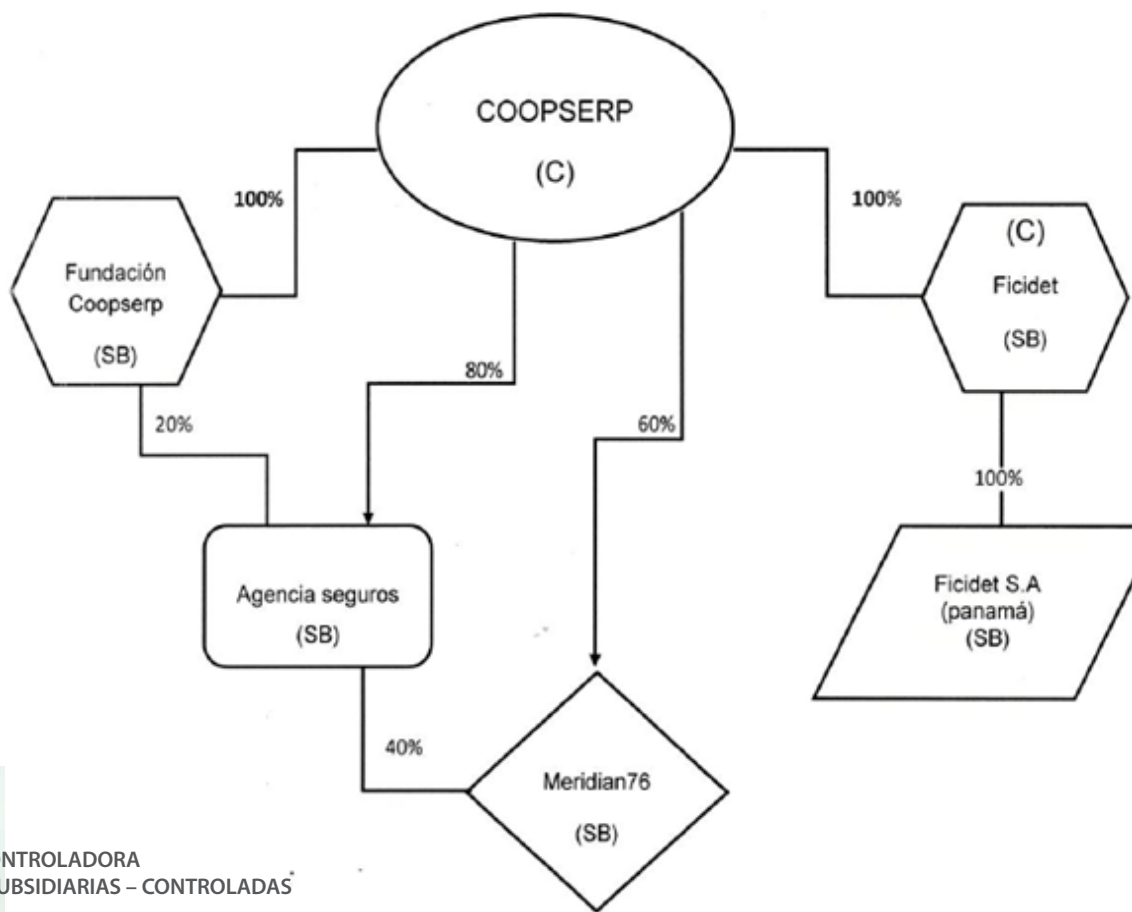 COOPSERP
(C)
100%
100%
Fundación
Coopserp
(SB)
(C)
Ficidet
(SB)
80%
20%
60%
100%
Agencia seguros
(SB)
Ficidet S.A
(panamá)
(SB)
40%
Meridian76
(SB)
NTROLADORA
UBSIDIARIAS – CONTROLADAS